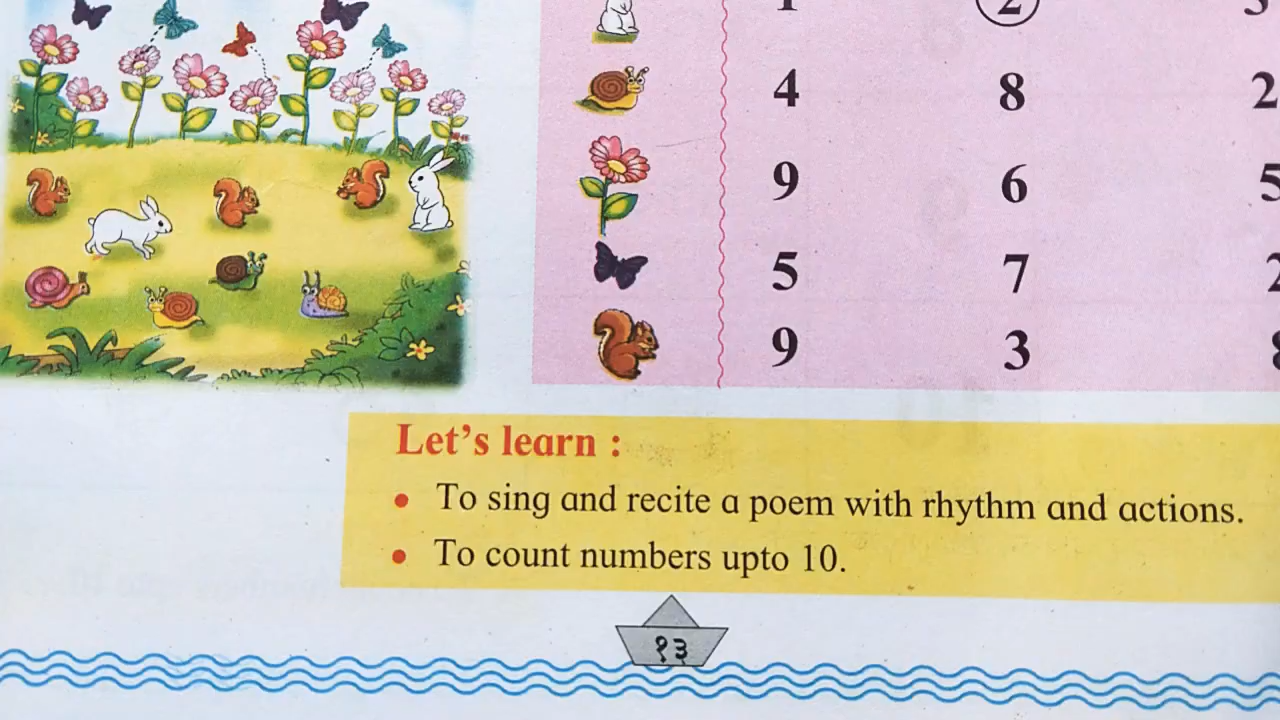 1 2 3
4 8 2
9 6 5
5 7 2
9 3 8
Let's learn :
• To sing and recite a poem with rhythm and actions.
• To count numbers upto 10.
१३